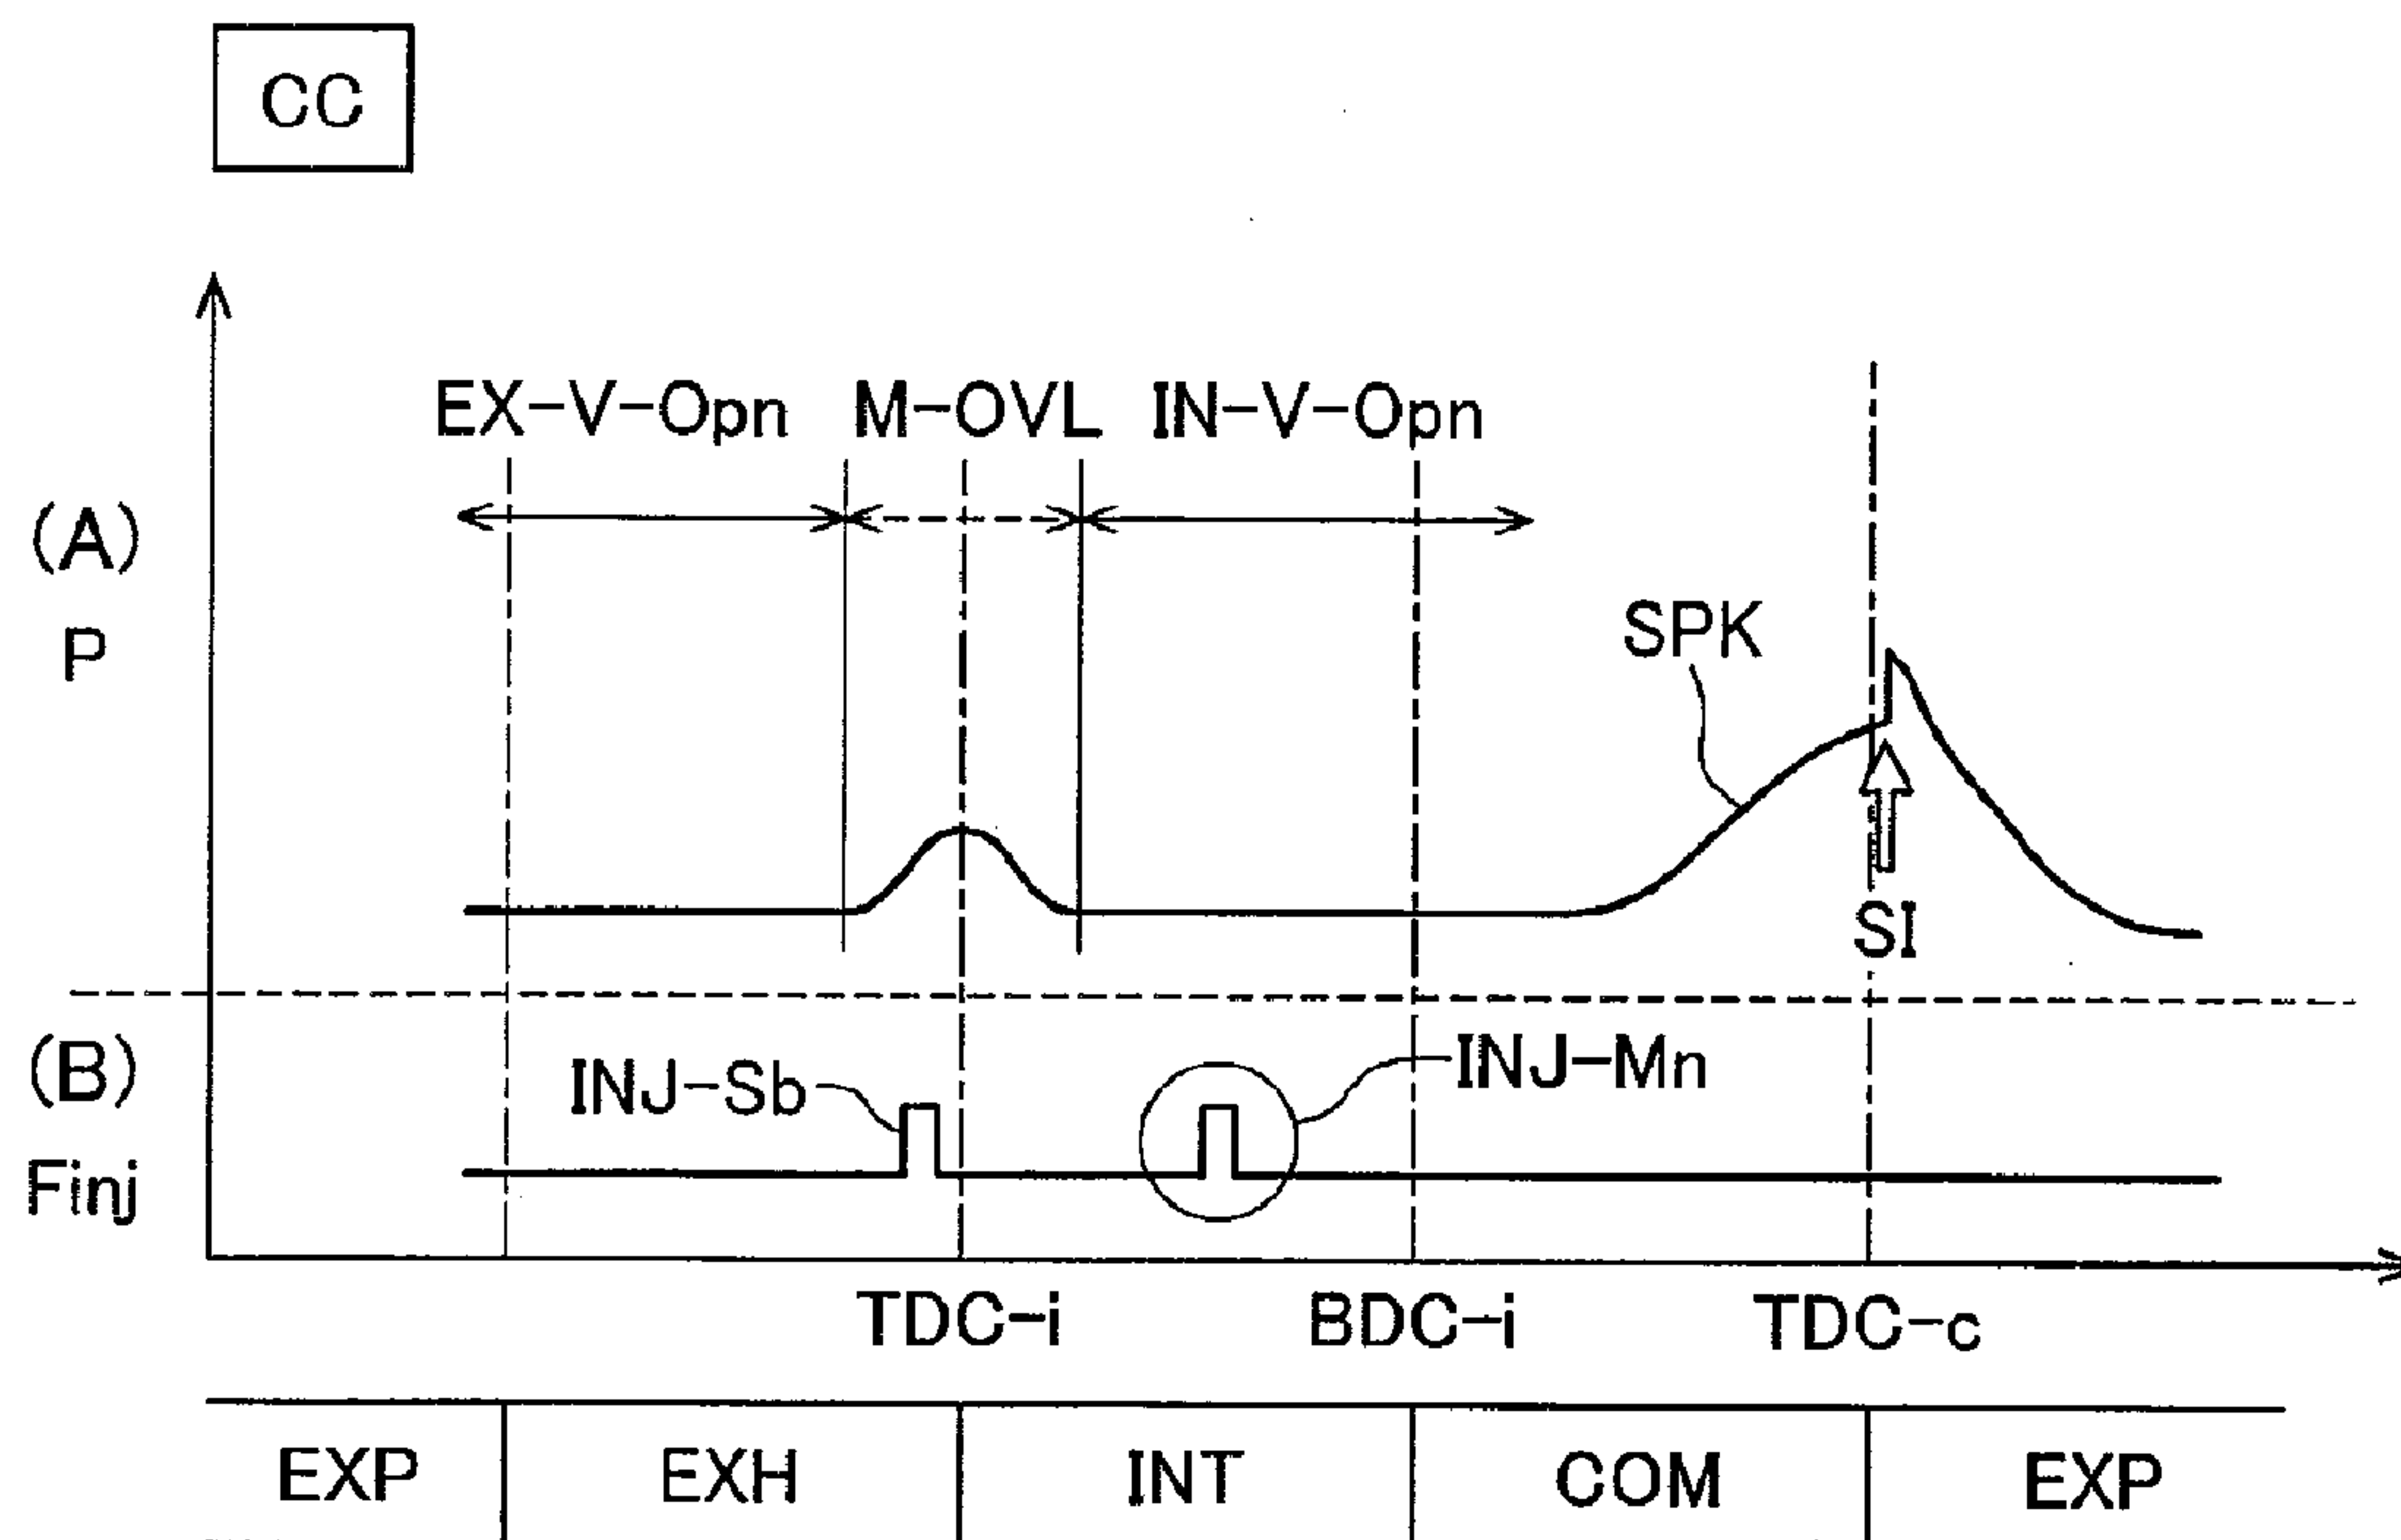 CC
EX-V-Opn M-OVL IN-V-Opn
(A)
P
SPK
SI
(B)
Finj
INJ-Sb
INJ-Mn
TDC-i BDC-i TDC-c
EXP EXH INT COM EXP